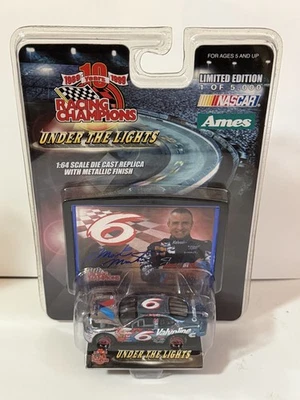 FOR AGES 5 AND UP
1989 10 1999
RACING
CHAMPIONS
LIMITED EDITION
1 OF 5,000
NASCAR
Ames
UNDER THE LIGHTS
1:64 SCALE DIE CAST REPLICA
WITH METALLIC FINISH
6
6
6
Valvoline
UNDER THE LIGHTS